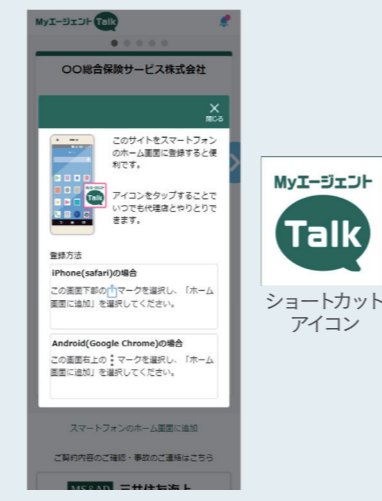 Myエージェント Talk
〇〇総合保険サービス株式会社
閉じる
このサイトをスマートフォン
のホーム画面に登録すると便
利です。
Talk
アイコンをタップすることで
いつでも代理店とやりとりで
きます。
登録方法
iPhone(safari)の場合
この画面下部のマークを選択し、「ホーム
画面に追加」を選択してください。
Android(Google Chrome)の場合
この画面右上の︙マークを選択し、「ホーム
画面に追加」を選択してください。
スマートフォンのホーム画面に追加
ご契約内容のご確認・事故のご連絡はこちら
MS&AD 三井住友海上
Myエージェント
Talk
ショートカット
アイコン